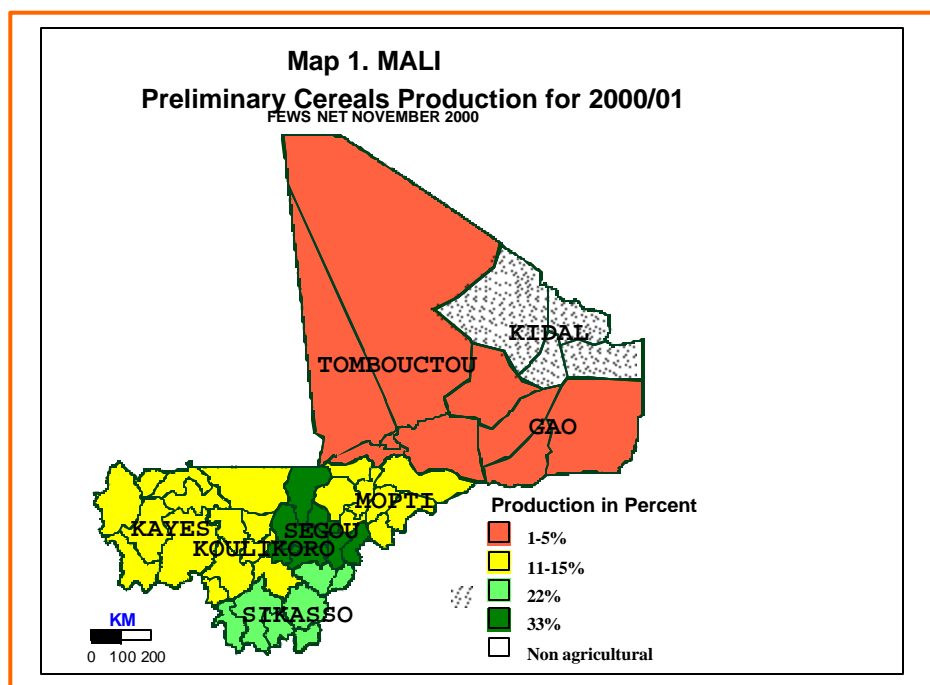 Map 1. MALI
Preliminary Cereals Production for 2000/01
FEWS NET NOVEMBER 2000
KIDAL
TOMBOUCTOU
GAO
MOPTI
KAYES
SEGOU
KOULIKORO
SIKASSO
Production in Percent
1-5%
11-15%
22%
33%
Non agricultural
KM
0 100 200